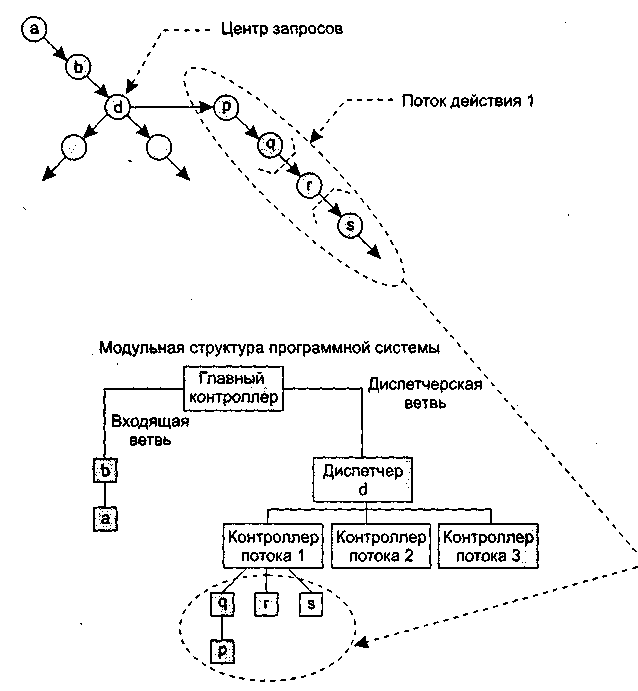 a
Центр запросов
b
d
p
Поток действия 1
q
r
s
Модульная структура программной системы
Главный
контроллер
Диспетчерская
ветвь
Входящая
ветвь
b
a
Диспетчер
d
Контроллер
потока 1
Контроллер
потока 2
Контроллер
потока 3
q
r
s
p